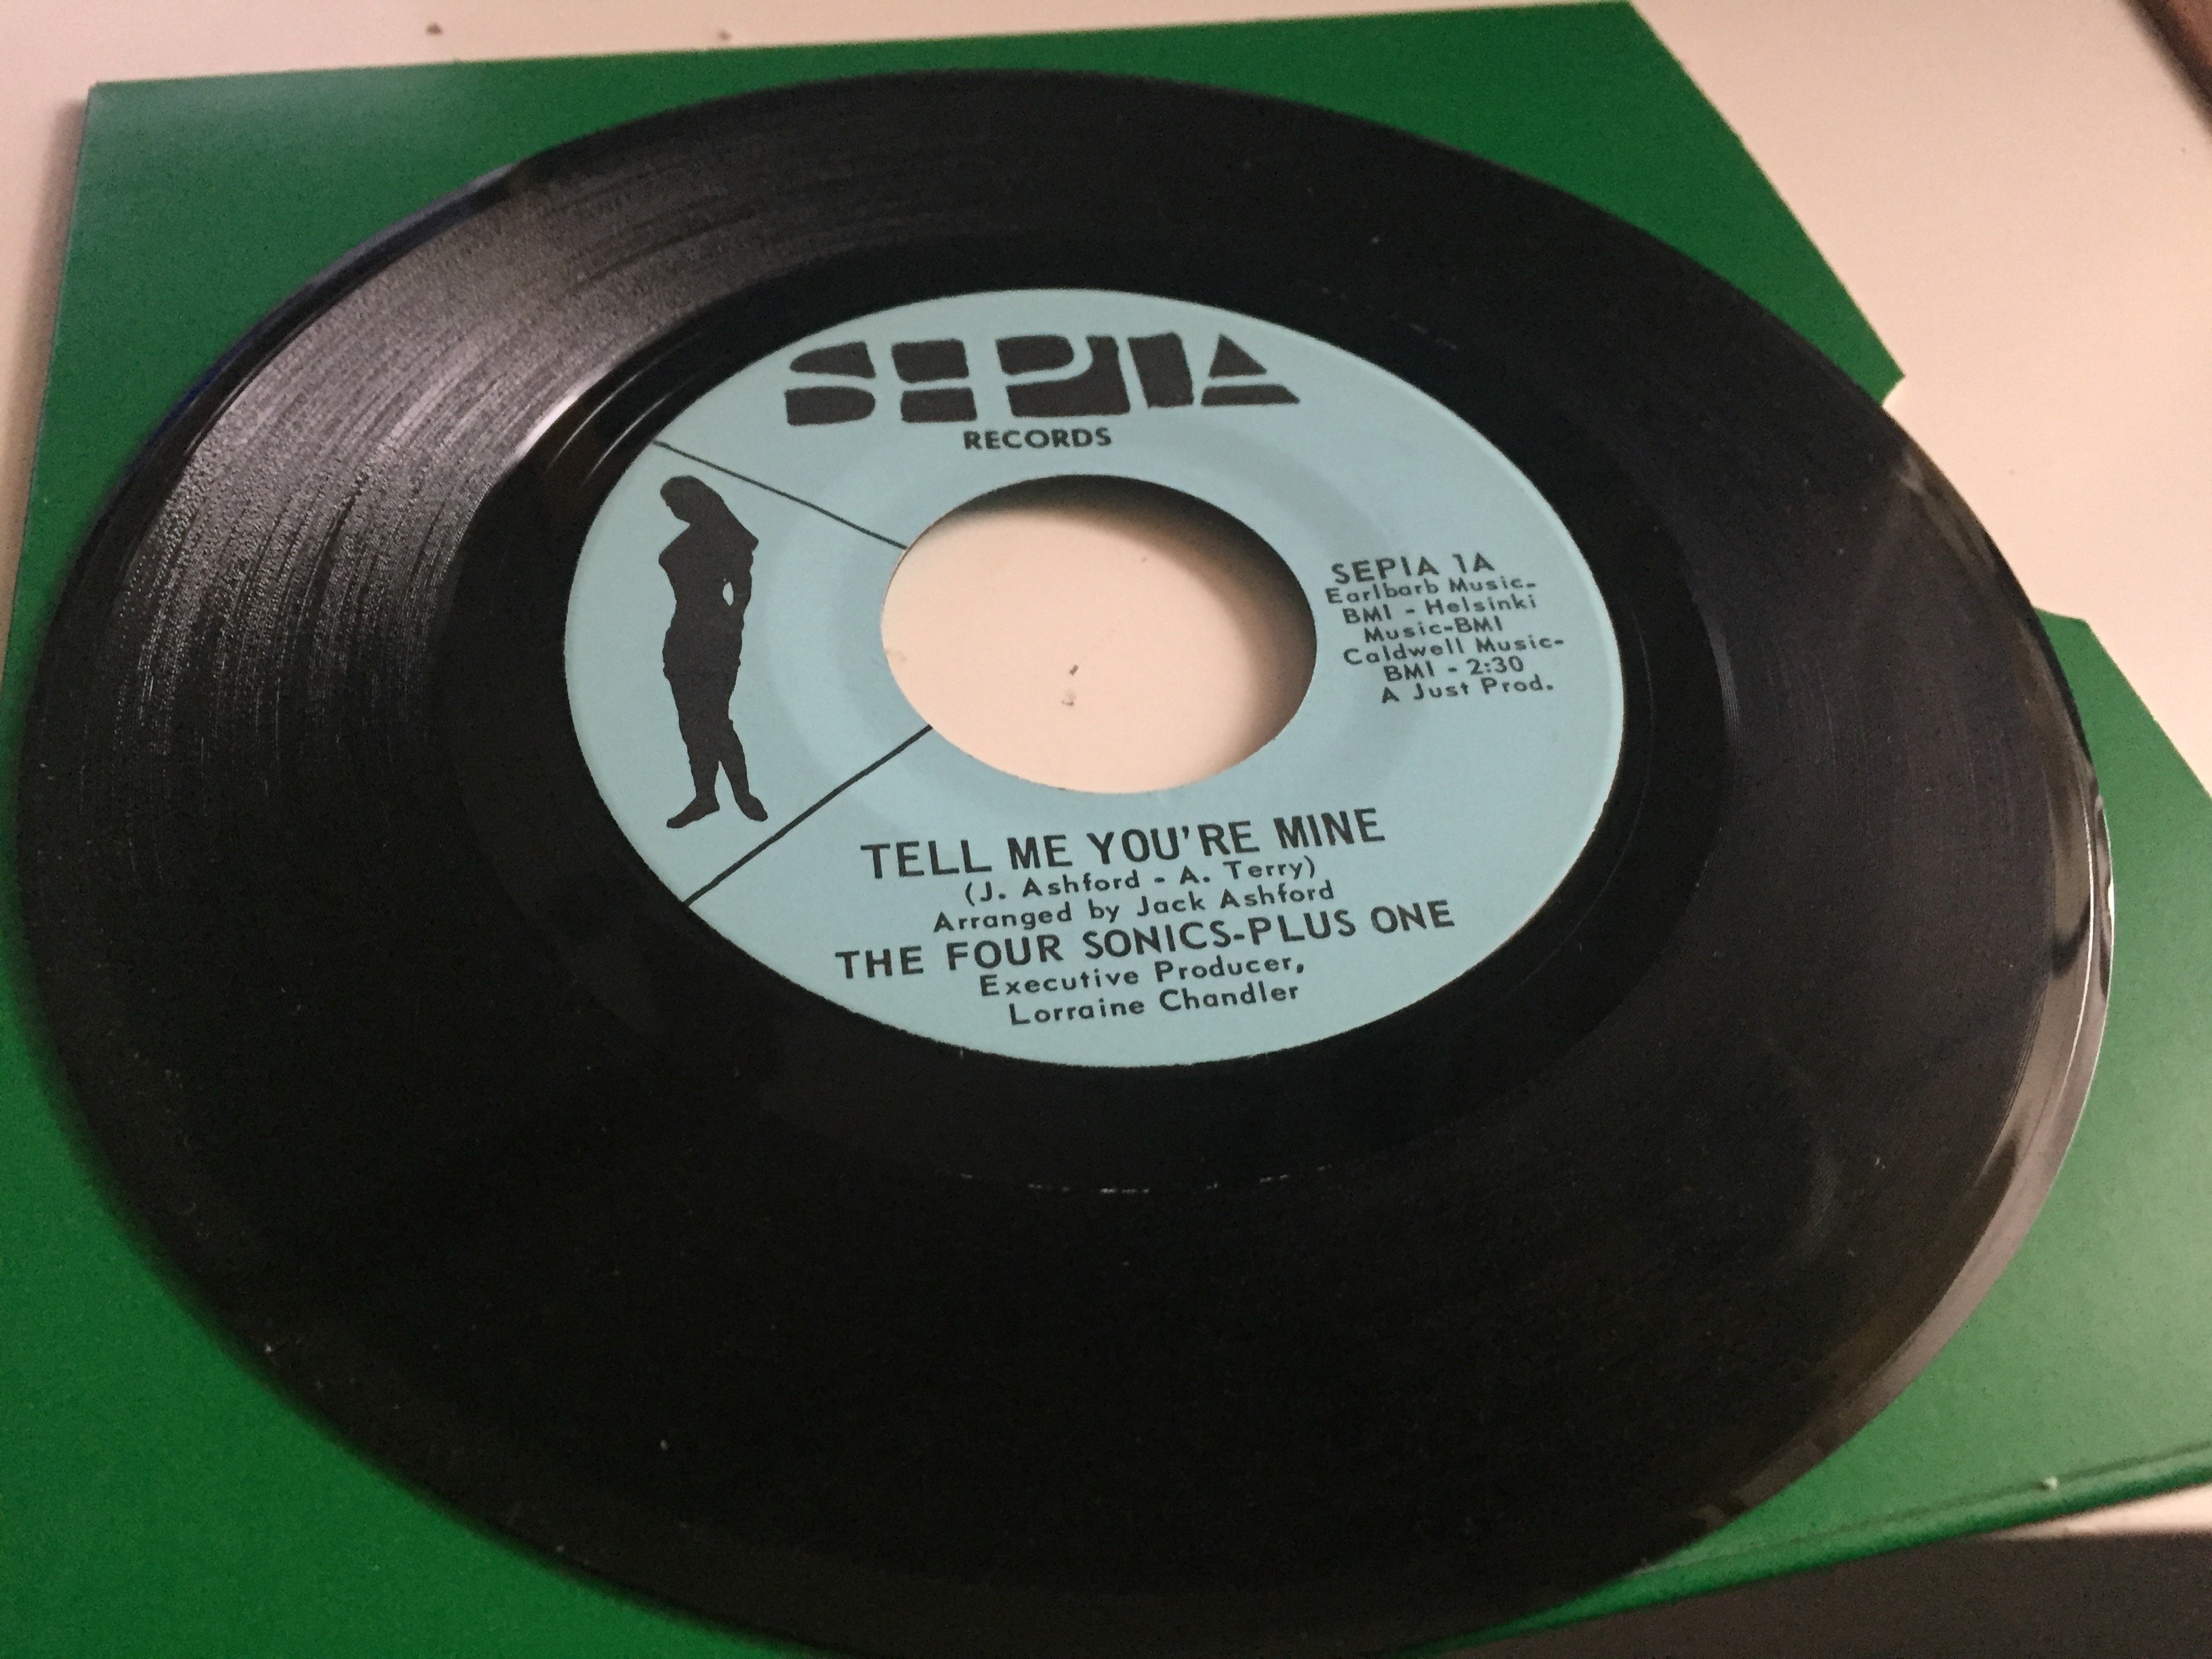 SEPIA
RECORDS
SEPIA 1A
Earlbarb Music-
BMI - Helsinki
Music-BMI
Caldwell Music-
BMI - 2:30
A Just Prod.
TELL ME YOU'RE MINE
(J. Ashford - A. Terry)
Arranged by Jack Ashford
THE FOUR SONICS-PLUS ONE
Executive Producer,
Lorraine Chandler